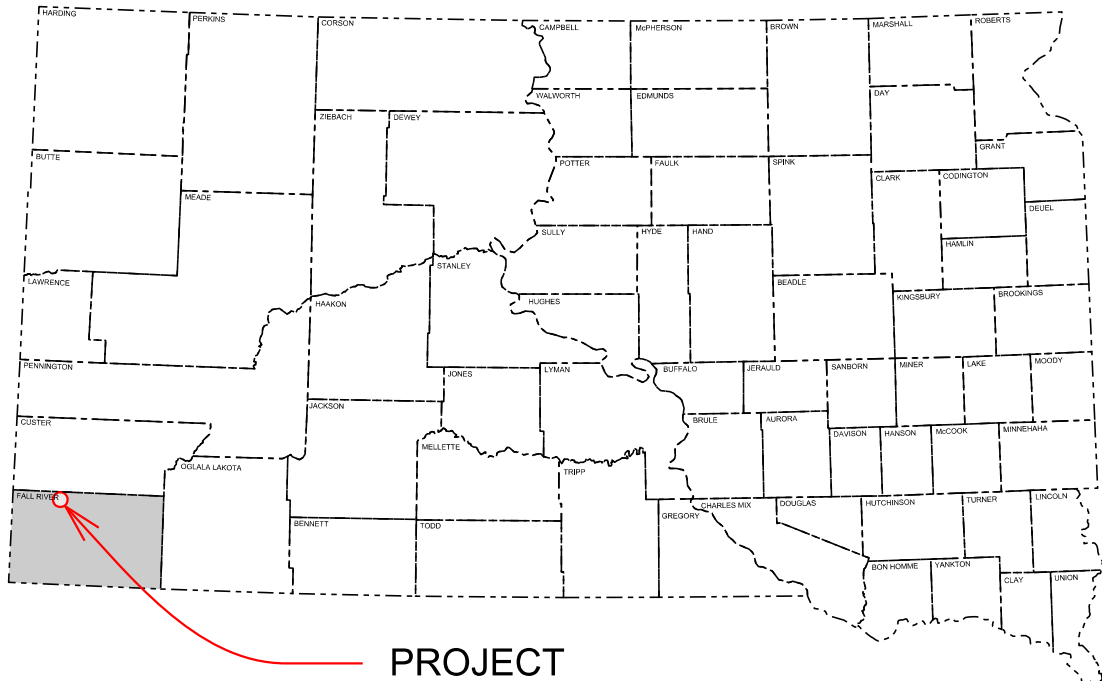 HARDING
PERKINS
CORSON
CAMPBELL
McPHERSON
BROWN
MARSHALL
ROBERTS
WALWORTH
EDMUNDS
DAY
ZIEBACH
DEWEY
GRANT
BUTTE
POTTER
FAULK
SPINK
CLARK
CODINGTON
MEADE
DEUEL
SULLY
HYDE
HAND
HAMLIN
STANLEY
LAWRENCE
BEADLE
HAAKON
HUGHES
KINGSBURY
BROOKINGS
PENNINGTON
JONES
LYMAN
BUFFALO
JERAULD
SANBORN
MINER
LAKE
MOODY
JACKSON
CUSTER
BRULE
AURORA
DAVISON
HANSON
McCOOK
MINNEHAHA
MELLETTE
OGLALA LAKOTA
TRIPP
FALL RIVER
GREGORY
CHARLES MIX
DOUGLAS
HUTCHINSON
TURNER
LINCOLN
BENNETT
TODD
BON HOMME
YANKTON
CLAY
UNION
PROJECT